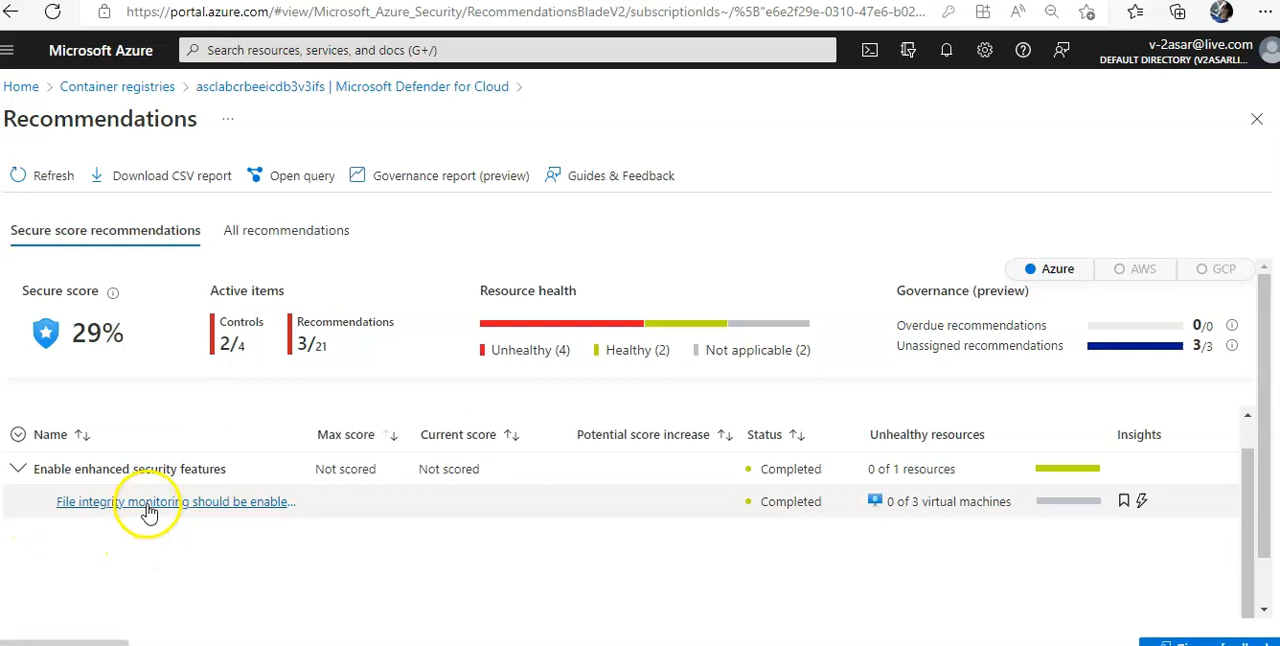 https://portal.azure.com/#view/Microsoft_Azure_Security/RecommendationsBladeV2/subscriptionIds~/%5B"e6e2f29e-0310-47e6-b02...
Microsoft Azure
Search resources, services, and docs (G+/)
v-2asar@live.com
DEFAULT DIRECTORY (V2ASARLI...
Home > Container registries > asclabcrbeeicdb3v3ifs | Microsoft Defender for Cloud >
Recommendations ...
Refresh Download CSV report Open query Governance report (preview) Guides & Feedback
Secure score recommendations All recommendations
Azure AWS GCP
Secure score Active items Resource health Governance (preview)
29% Controls 2/4 Recommendations 3/21
Unhealthy (4) Healthy (2) Not applicable (2)
Overdue recommendations 0/0
Unassigned recommendations 3/3
Name Max score Current score Potential score increase Status Unhealthy resources Insights
Enable enhanced security features Not scored Not scored Completed 0 of 1 resources
File integrity monitoring should be enable... Completed 0 of 3 virtual machines